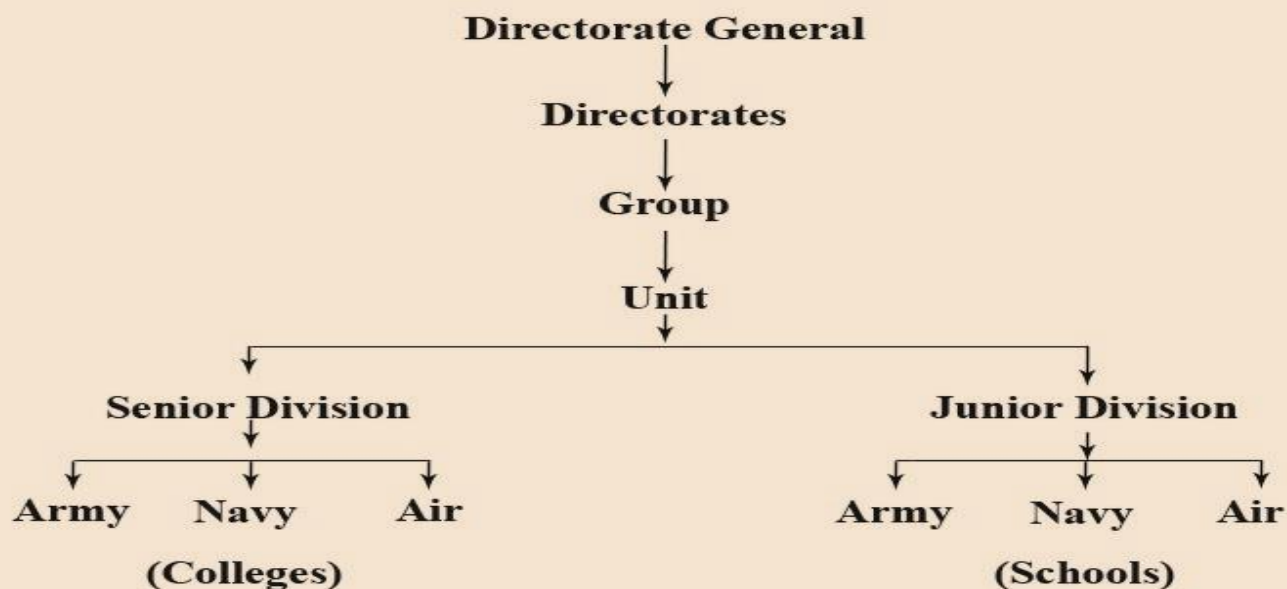 Directorate General
Directorates
Group
Unit
Senior Division Junior Division
Army Navy Air Army Navy Air
(Colleges) (Schools)